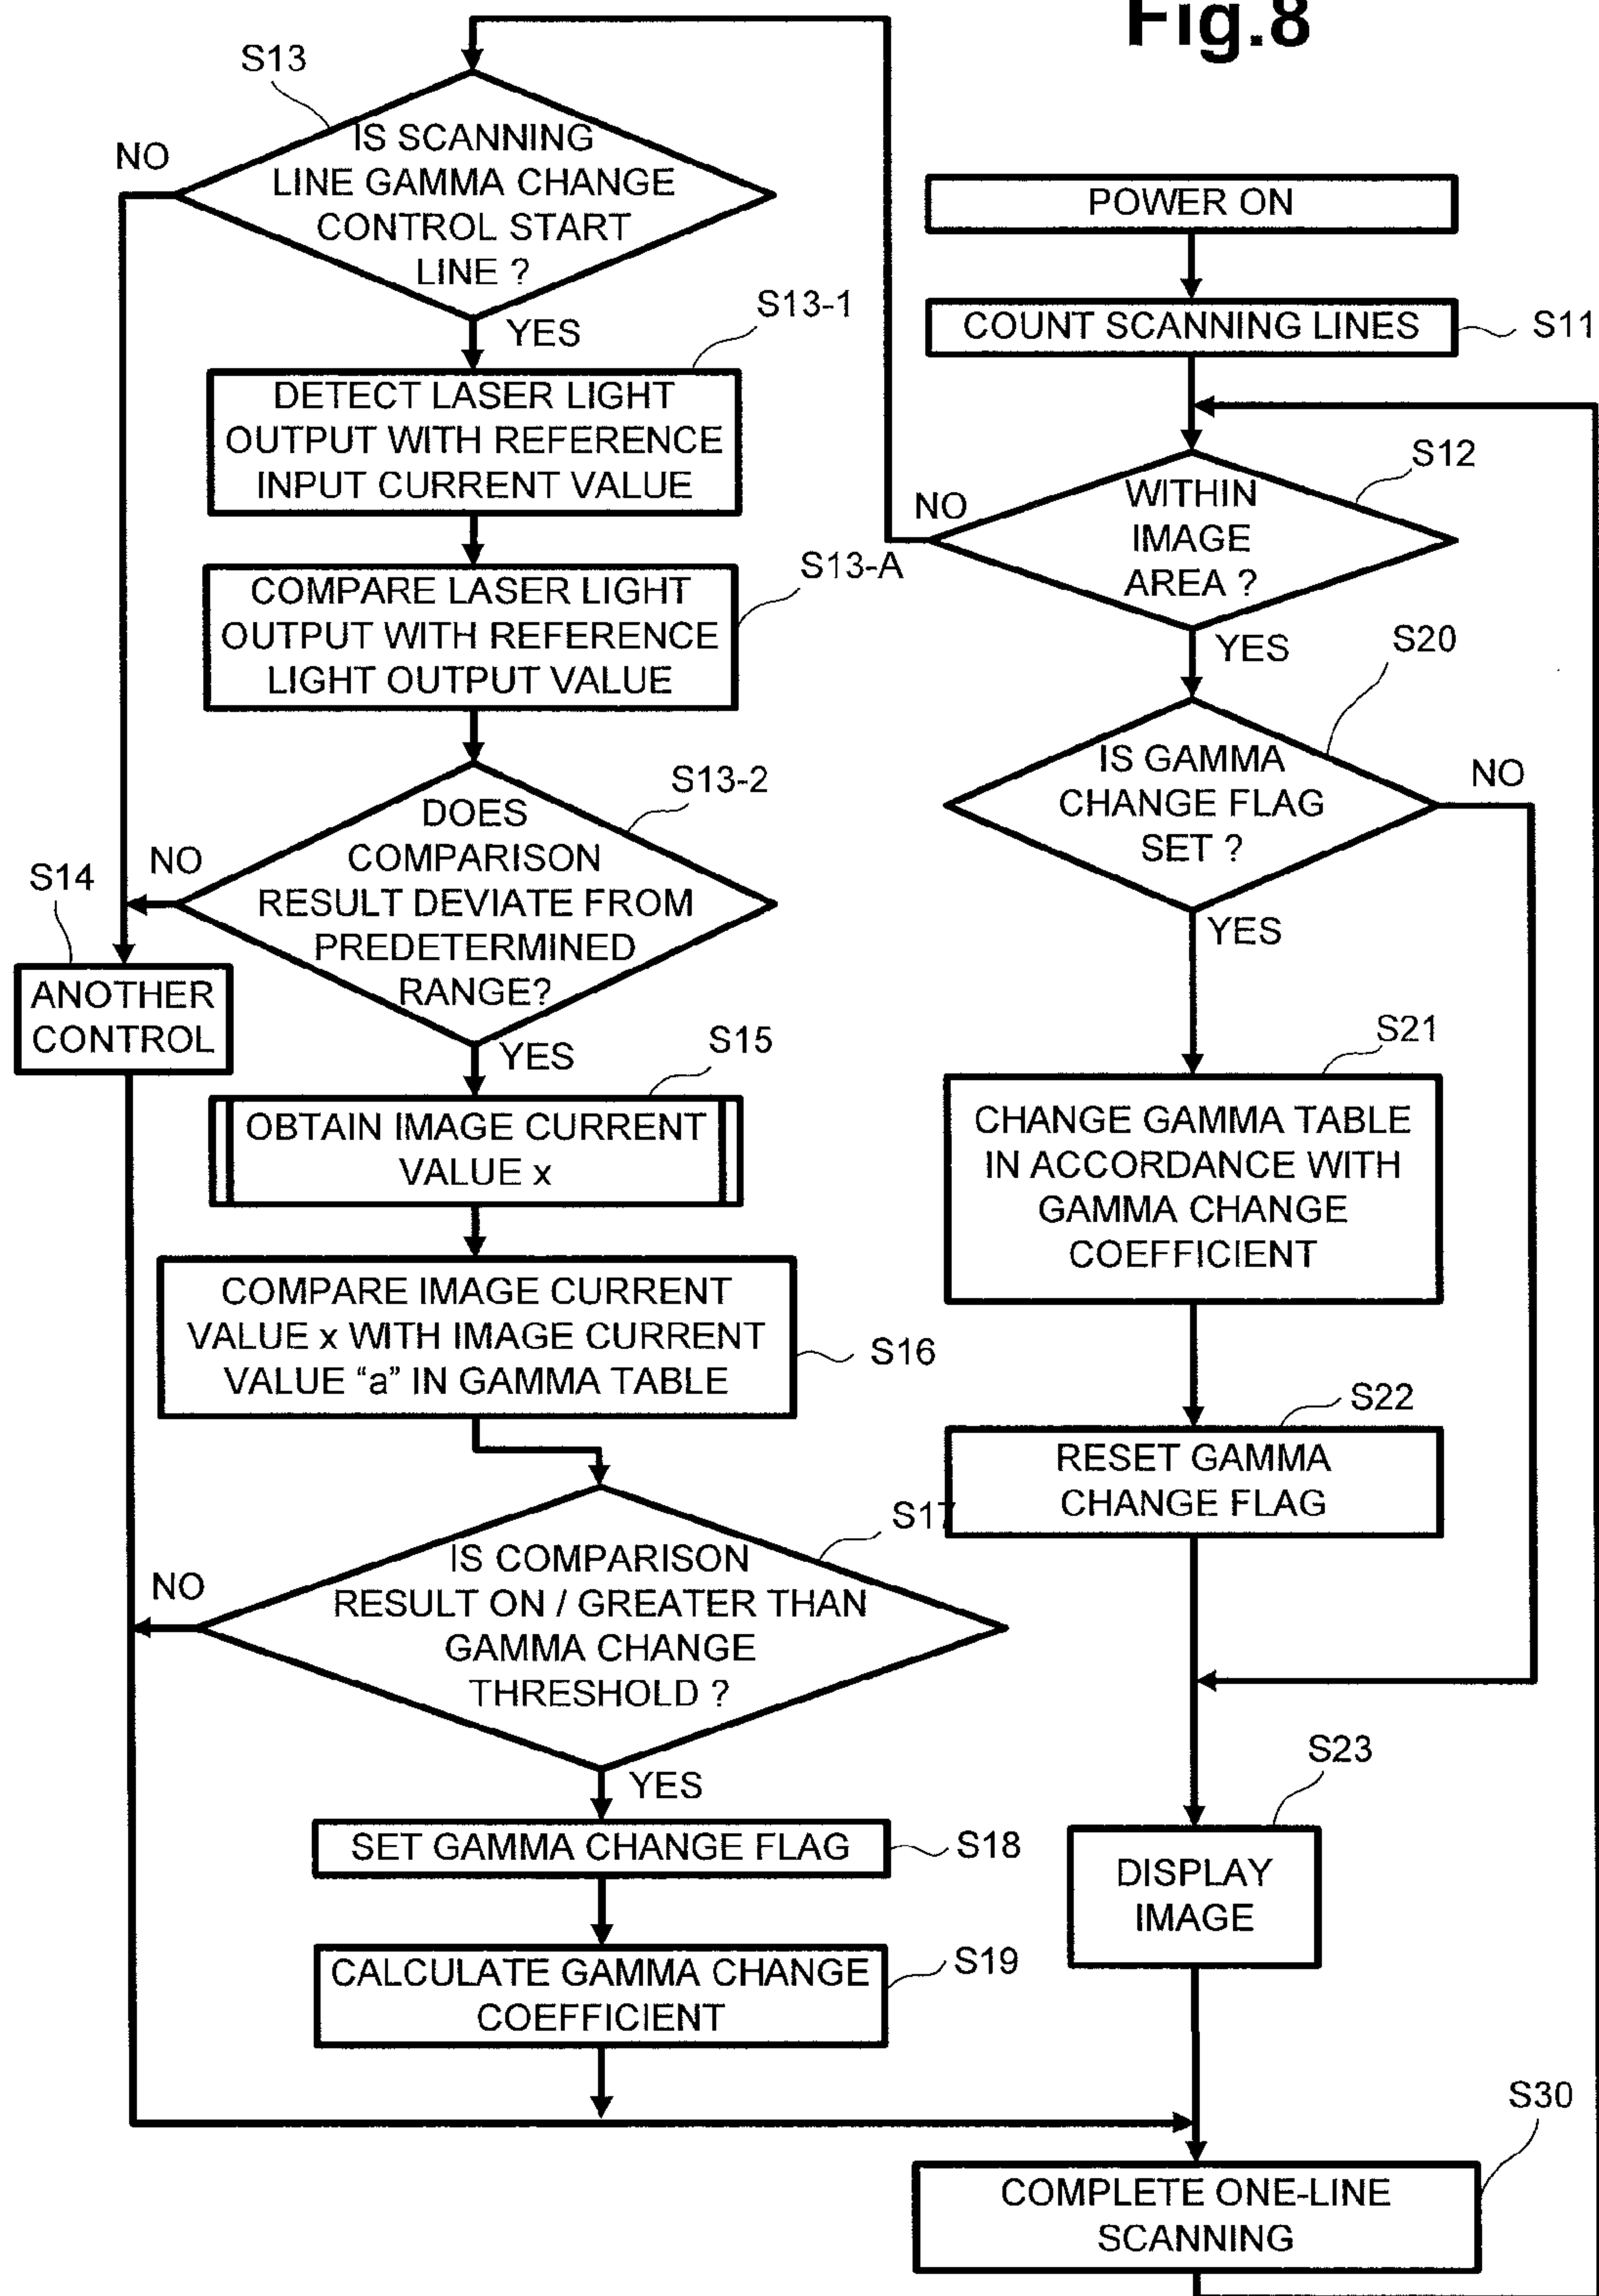 Fig.8
S13
IS SCANNING
LINE GAMMA CHANGE
CONTROL START
LINE ?
NO
YES
S13-1
DETECT LASER LIGHT
OUTPUT WITH REFERENCE
INPUT CURRENT VALUE
S13-A
COMPARE LASER LIGHT
OUTPUT WITH REFERENCE
LIGHT OUTPUT VALUE
S13-2
DOES
COMPARISON
RESULT DEVIATE FROM
PREDETERMINED
RANGE?
NO
YES
S14
ANOTHER
CONTROL
S15
OBTAIN IMAGE CURRENT
VALUE x
COMPARE IMAGE CURRENT
VALUE x WITH IMAGE CURRENT
VALUE “a” IN GAMMA TABLE
S16
S17
IS COMPARISON
RESULT ON / GREATER THAN
GAMMA CHANGE
THRESHOLD ?
NO
YES
SET GAMMA CHANGE FLAG
S18
CALCULATE GAMMA CHANGE
COEFFICIENT
S19
POWER ON
COUNT SCANNING LINES
S11
S12
WITHIN
IMAGE
AREA ?
NO
YES
S20
IS GAMMA
CHANGE FLAG
SET ?
NO
YES
S21
CHANGE GAMMA TABLE
IN ACCORDANCE WITH
GAMMA CHANGE
COEFFICIENT
S22
RESET GAMMA
CHANGE FLAG
S23
DISPLAY
IMAGE
S30
COMPLETE ONE-LINE
SCANNING